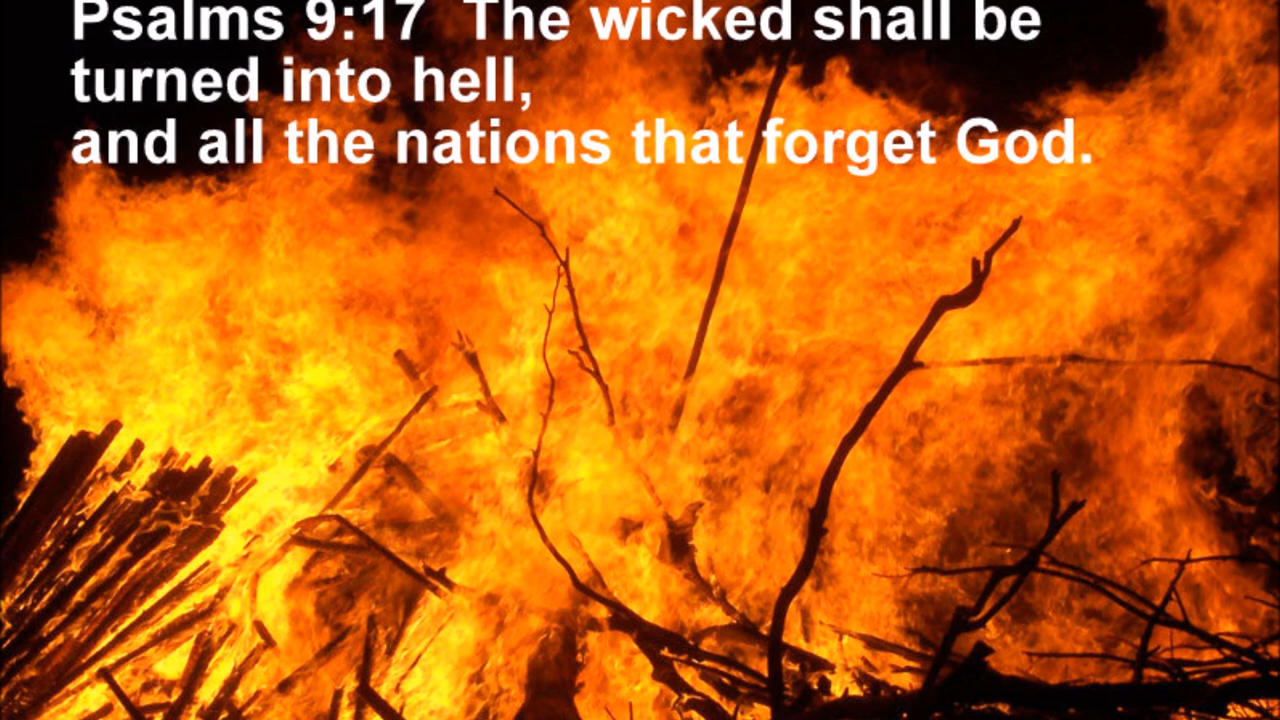 Psalms 9:17  The wicked shall be
turned into hell,
and all the nations that forget God.